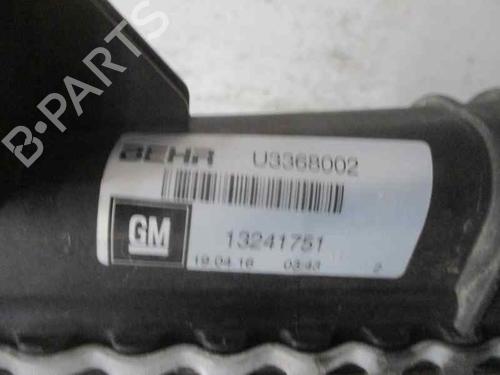 B-PARTS
BEHR U3368002
GM 13241751
19.04.16 03:43 2